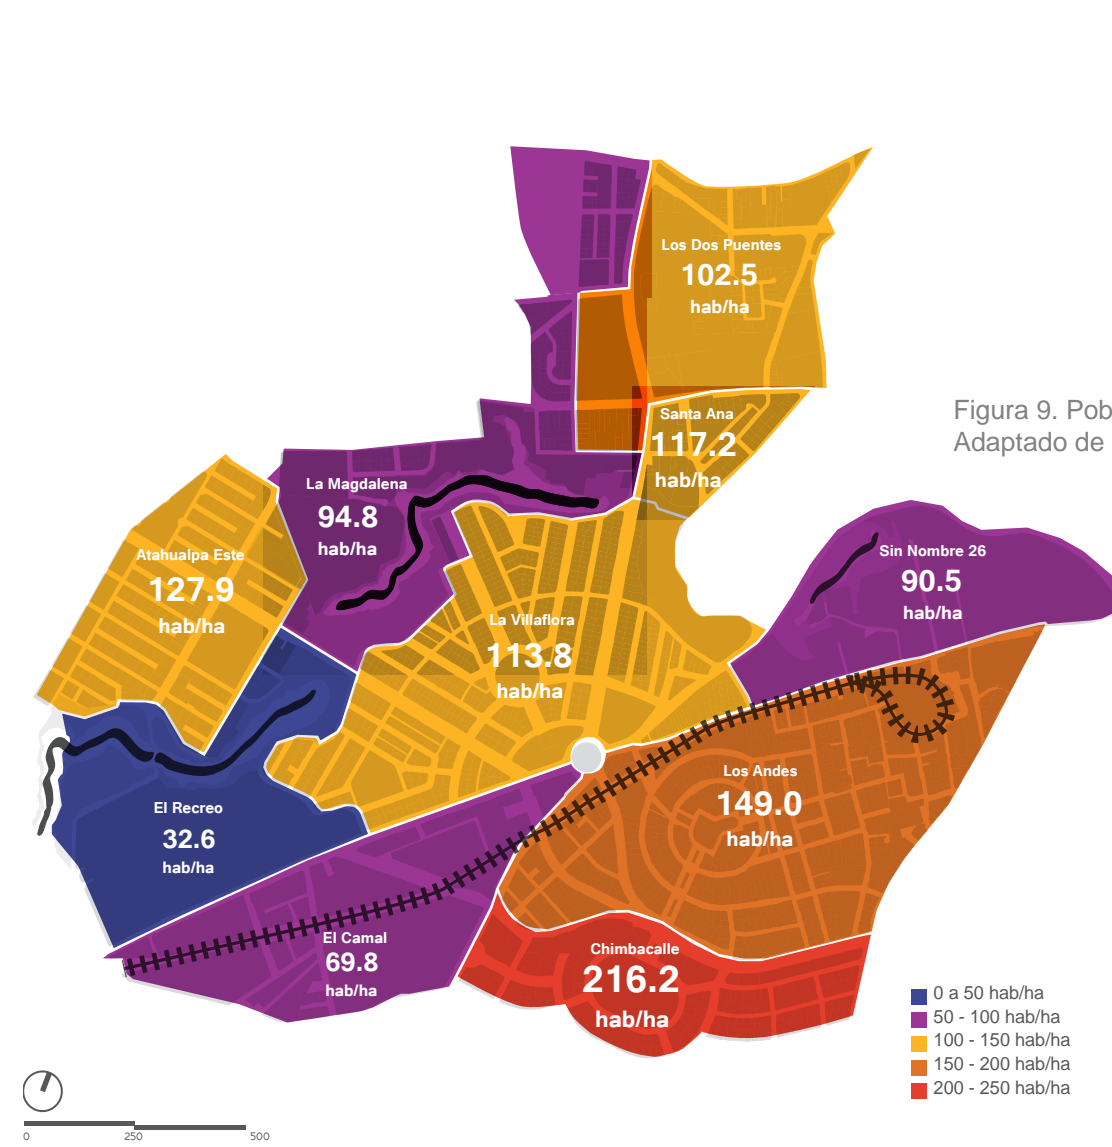 Los Dos Puentes
102.5
hab/ha
Figura 9. Pob
Adaptado de
Santa Ana
117.2
hab/ha
La Magdalena
94.8
hab/ha
Atahualpa Este
127.9
hab/ha
Sin Nombre 26
90.5
hab/ha
La Villaflora
113.8
hab/ha
Los Andes
149.0
hab/ha
El Recreo
32.6
hab/ha
El Camal
69.8
hab/ha
Chimbacalle
216.2
hab/ha
0 a 50 hab/ha
50 - 100 hab/ha
100 - 150 hab/ha
150 - 200 hab/ha
200 - 250 hab/ha
0 250 500